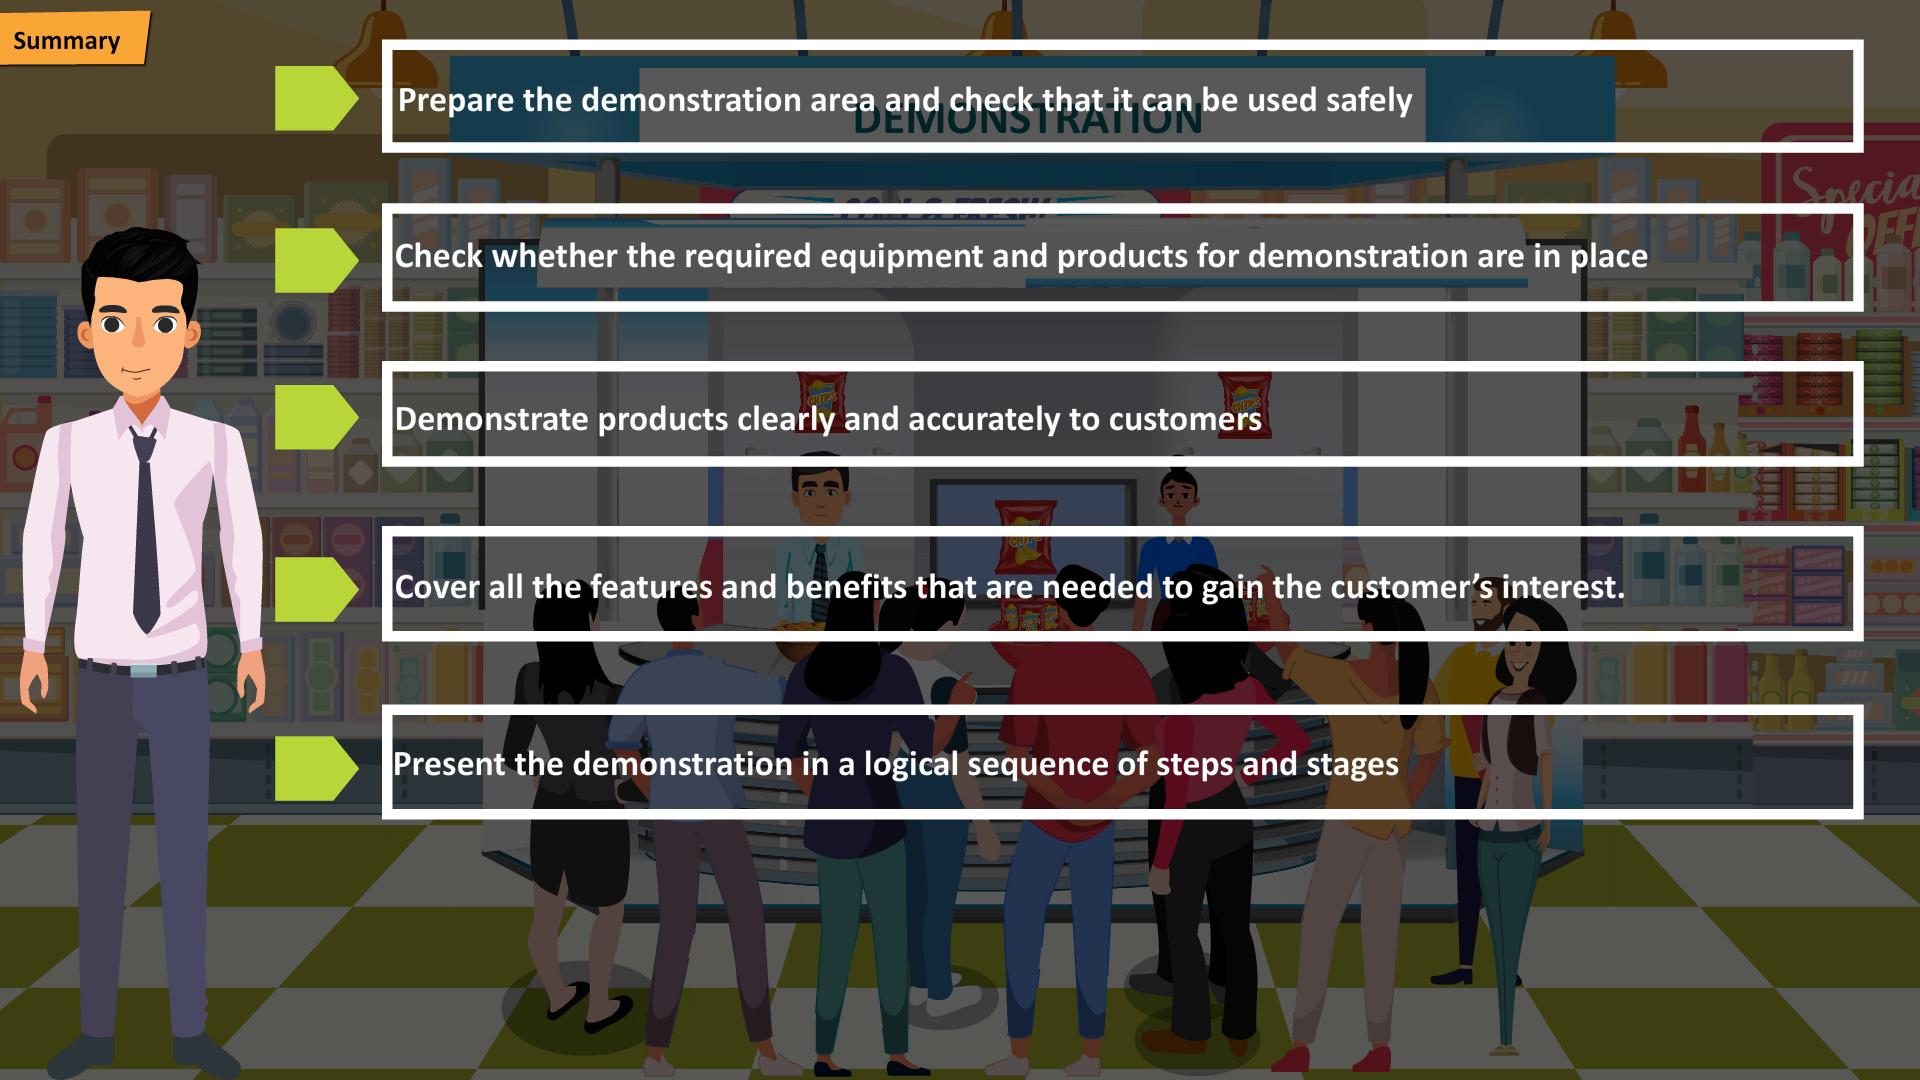 Summary
Prepare the demonstration area and check that it can be used safely
DEMONSTRATION
Check whether the required equipment and products for demonstration are in place
Demonstrate products clearly and accurately to customers
Cover all the features and benefits that are needed to gain the customer’s interest.
Present the demonstration in a logical sequence of steps and stages
CHIPS
CHIPS
CHIPS